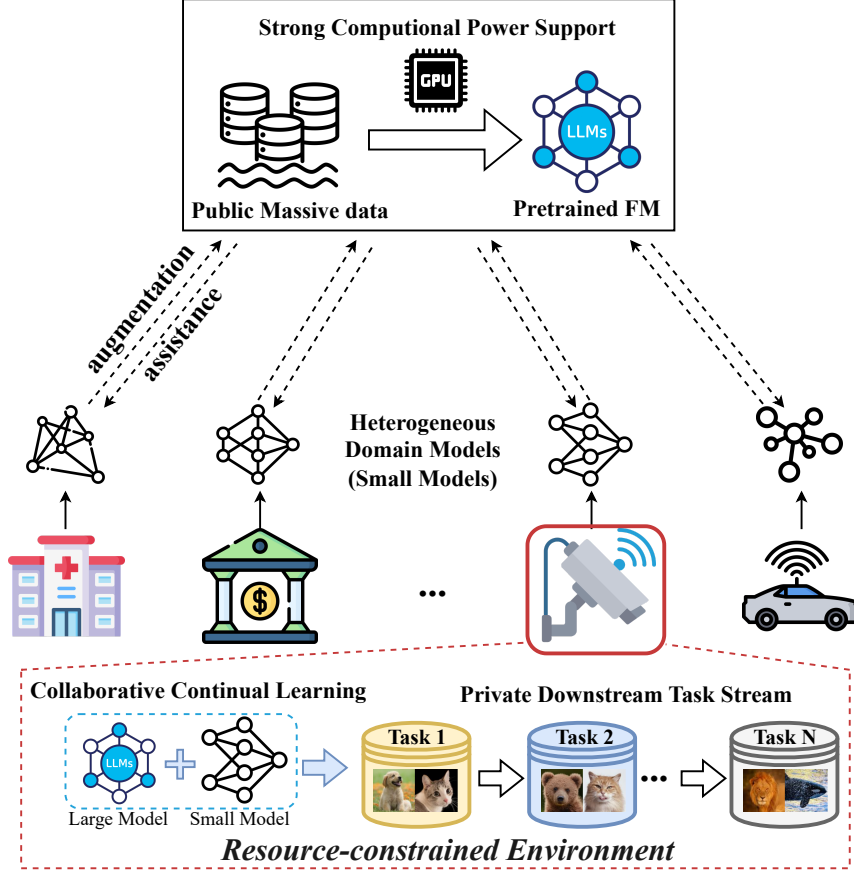 Strong Computational Power Support
GPU
LLMs
Public Massive data
Pretrained FM
augmentation
assistance
Heterogeneous
Domain Models
(Small Models)
$
...
Collaborative Continual Learning
Private Downstream Task Stream
LLMs
Large Model
Small Model
Task 1
Task 2
...
Task N
Resource-constrained Environment